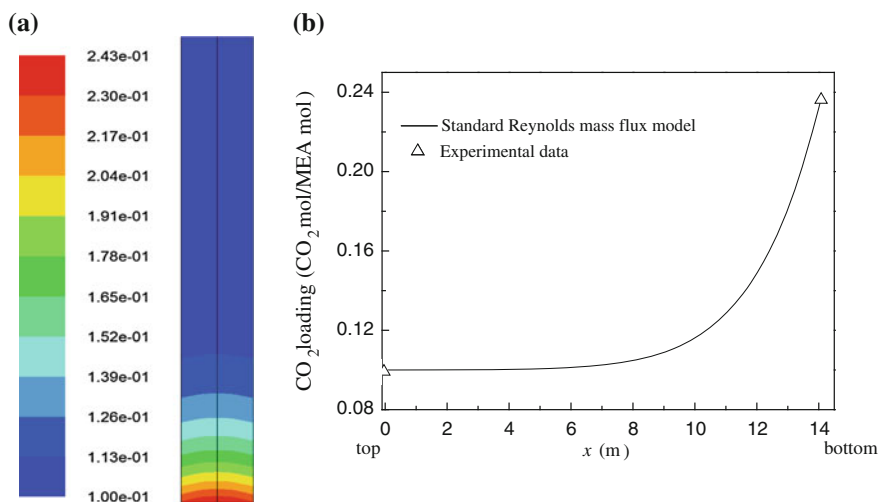 (a)
2.43e-01
2.30e-01
2.17e-01
2.04e-01
1.91e-01
1.78e-01
1.65e-01
1.52e-01
1.39e-01
1.26e-01
1.13e-01
1.00e-01
(b)
CO2loading (CO2mol/MEA mol)
0.24
0.20
0.16
0.12
0.08
Standard Reynolds mass flux model
Experimental data
0 2 4 6 8 10 12 14
top x (m) bottom